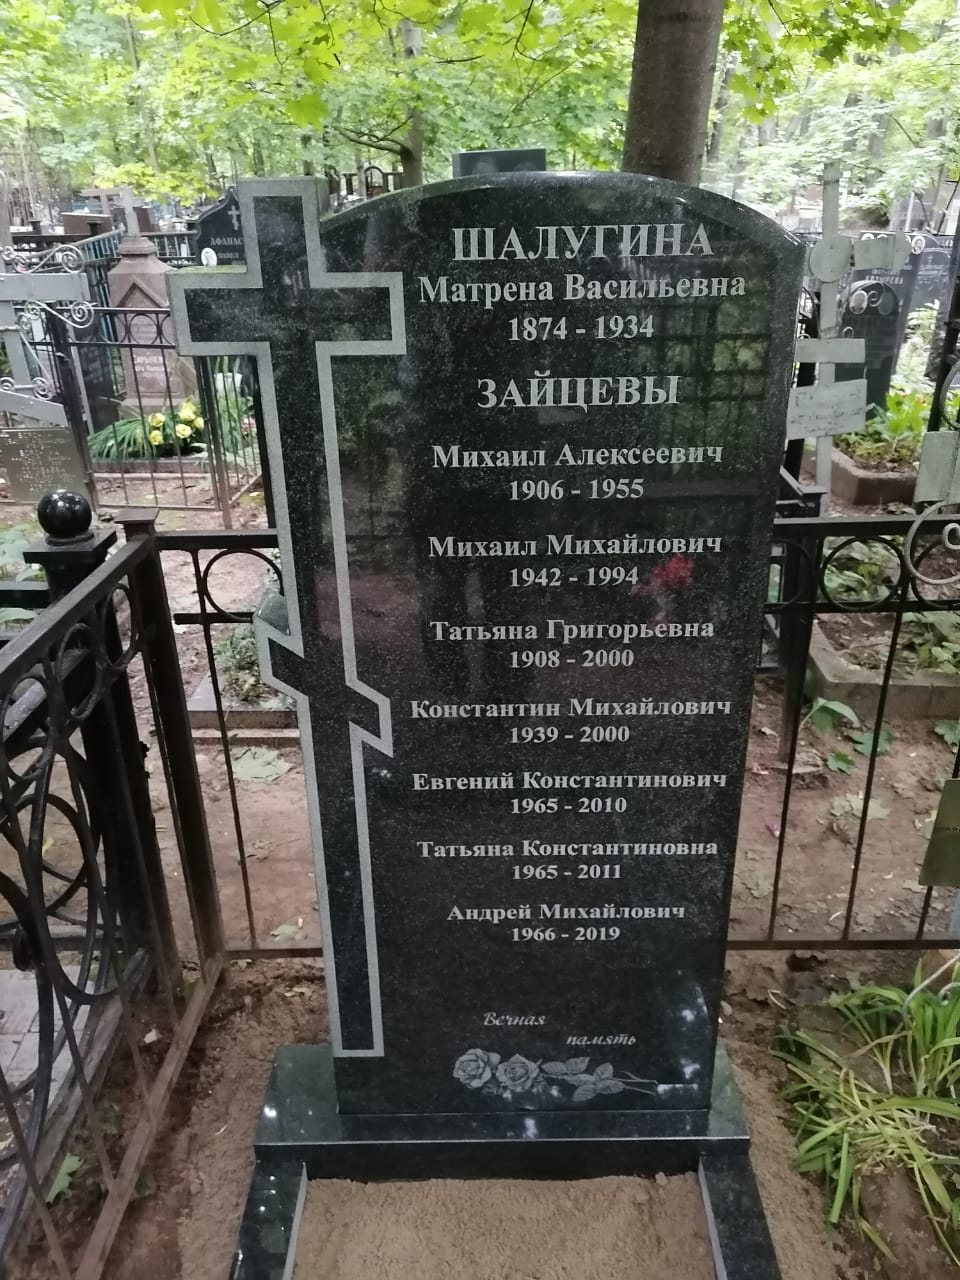 ШАЛУГИНА
Матрена Васильевна
1874 - 1934
ЗАЙЦЕВЫ
Михаил Алексеевич
1906 - 1955
Михаил Михайлович
1942 - 1994
Татьяна Григорьевна
1908 - 2000
Константин Михайлович
1939 - 2000
Евгений Константинович
1965 - 2010
Татьяна Константиновна
1965 - 2011
Андрей Михайлович
1966 - 2019
Вечная
память